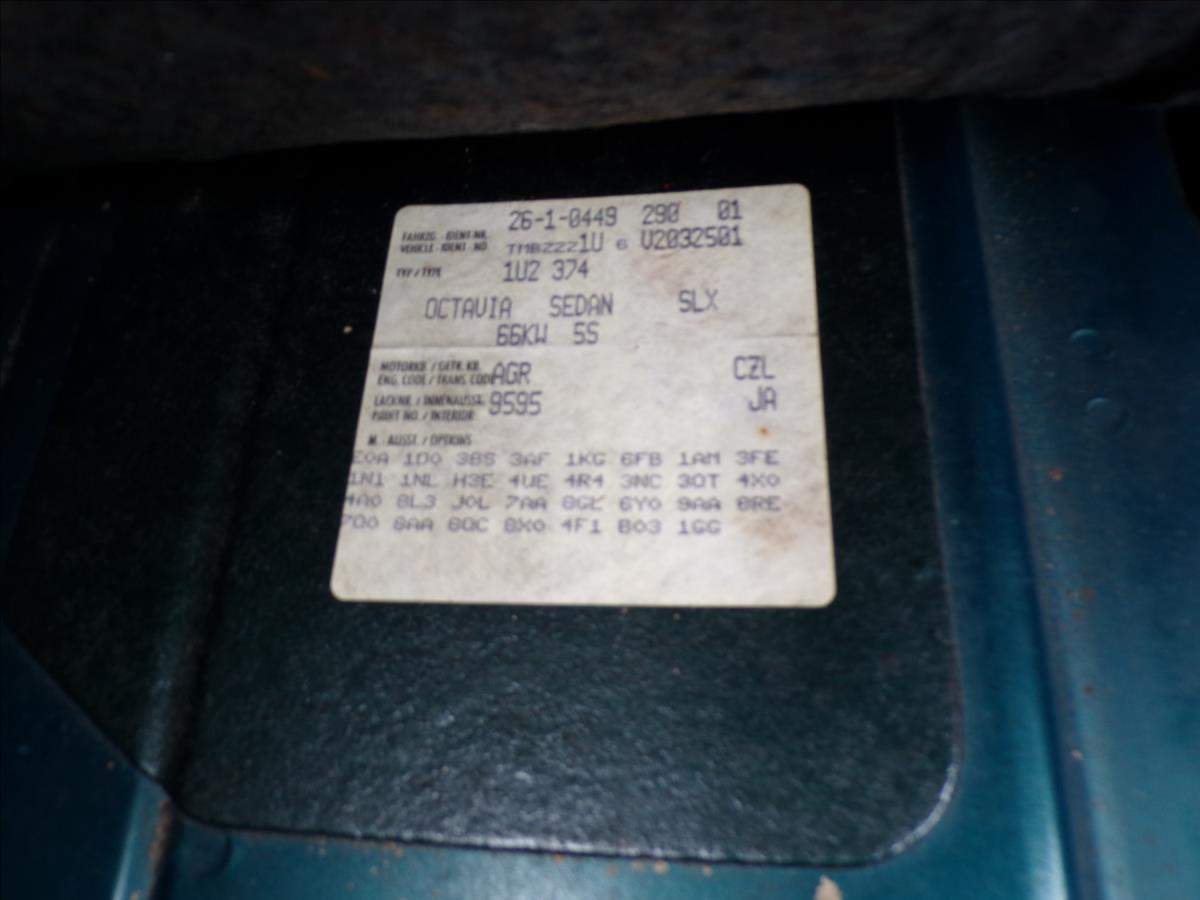 26-1-0449 290 01
FAHRZG.-IDENT-NR.
VEHICLE-IDENT-NO TMBZZZ1U 6 V2032501
TYP/TYPE 1U2 374
OCTAVIA SEDAN SLX
66KW 5S
MOTORKB./GETR.KB.
ENG.CODE/TRANS.CODE AGR CZL
LACKNR./INNENAUSST. 9595 JA
PAINT NO./INTERIOR
M.-AUSST./OPTIONS
E0A 1D0 3BS 3AF 1KG 6FB 1AM 3FE
1N1 1NL H3E 4UE 4R4 3NC 3QT 4X0
4A0 8L3 J0L 7AA 8GL 6Y0 9AA 8RE
7D0 8AA 8QC 8X0 4F1 B03 1GG